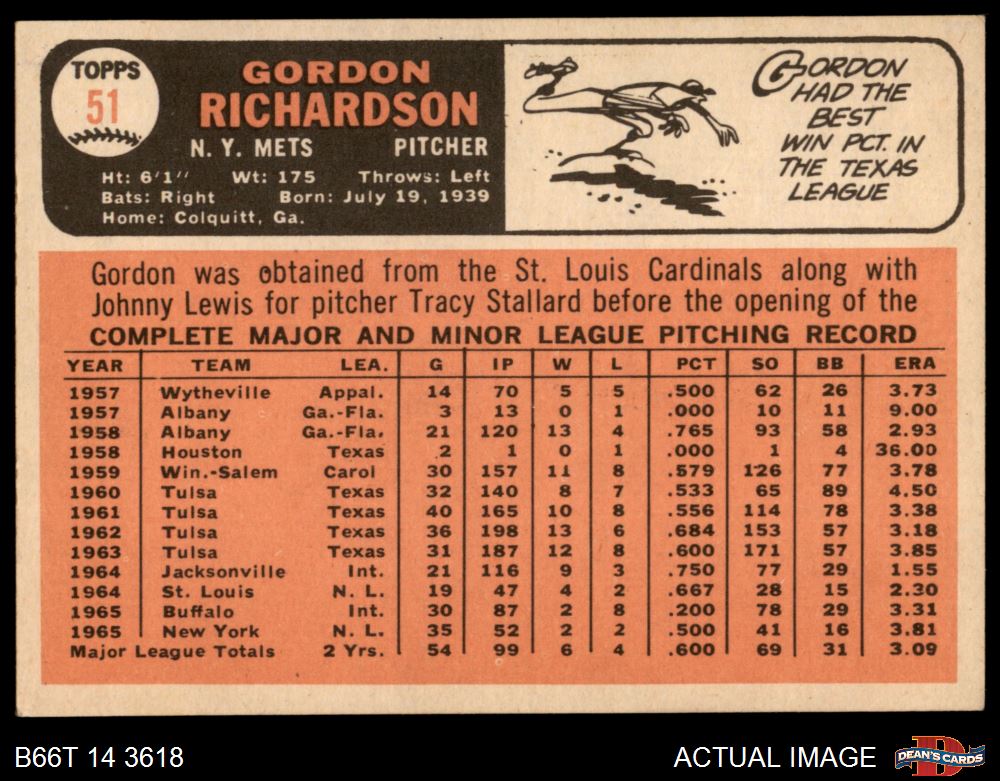 TOPPS
51
GORDON
RICHARDSON
N. Y. METS PITCHER
Ht: 6'1" Wt: 175 Throws: Left
Bats: Right Born: July 19, 1939
Home: Colquitt, Ga.
GORDON
HAD THE
BEST
WIN PCT. IN
THE TEXAS
LEAGUE
Gordon was obtained from the St. Louis Cardinals along with
Johnny Lewis for pitcher Tracy Stallard before the opening of the
COMPLETE MAJOR AND MINOR LEAGUE PITCHING RECORD
YEAR TEAM LEA. G IP W L PCT SO BB ERA
1957 Wytheville Appal. 14 70 5 5 .500 62 26 3.73
1957 Albany Ga.-Fla. 3 13 0 1 .000 10 11 9.00
1958 Albany Ga.-Fla. 21 120 13 4 .765 93 58 2.93
1958 Houston Texas 2 1 0 1 .000 1 4 36.00
1959 Win.-Salem Carol 30 157 11 8 .579 126 77 3.78
1960 Tulsa Texas 32 140 8 7 .533 65 89 4.50
1961 Tulsa Texas 40 165 10 8 .556 114 78 3.38
1962 Tulsa Texas 36 198 13 6 .684 153 57 3.18
1963 Tulsa Texas 31 187 12 8 .600 171 57 3.85
1964 Jacksonville Int. 21 116 9 3 .750 77 29 1.55
1964 St. Louis N. L. 19 47 4 2 .667 28 15 2.30
1965 Buffalo Int. 30 87 2 8 .200 78 29 3.31
1965 New York N. L. 35 52 2 2 .500 41 16 3.81
Major League Totals 2 Yrs. 54 99 6 4 .600 69 31 3.09
B66T 14 3618 ACTUAL IMAGE
D
DEAN'S CARDS